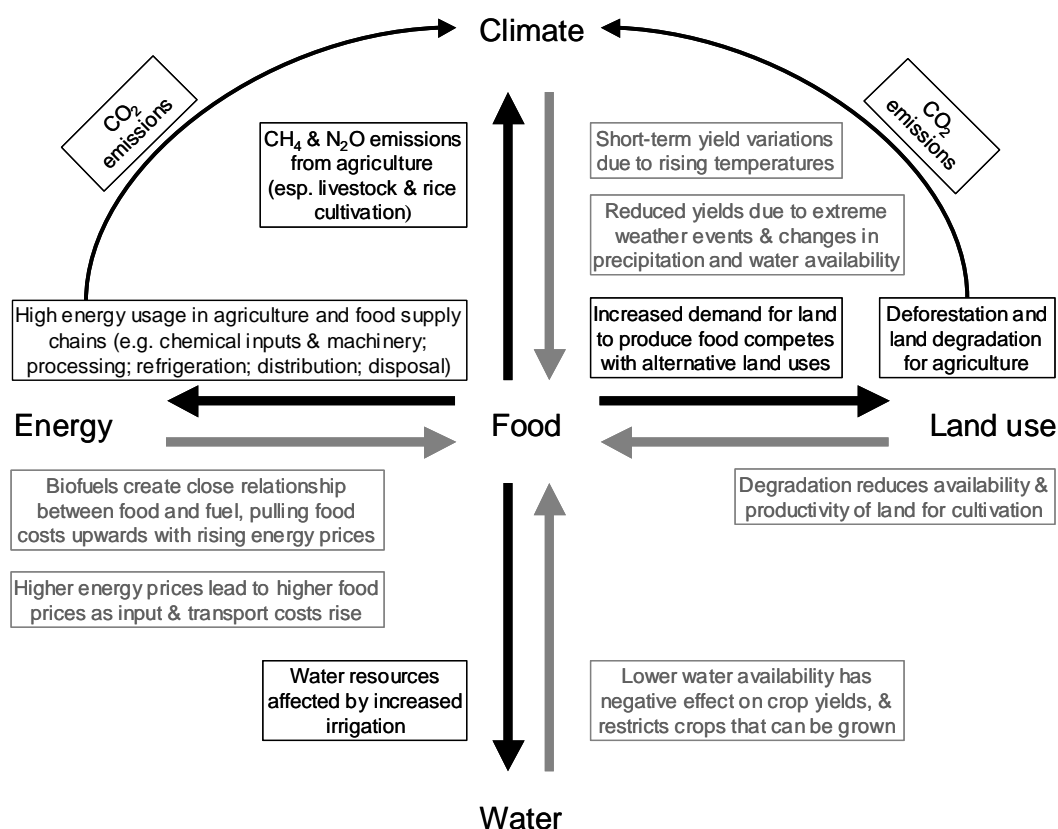 Climate
CO₂
emissions
CO₂
emissions
CH₄ & N₂O emissions
from agriculture
(esp. livestock & rice
cultivation)
Short-term yield variations
due to rising temperatures
Reduced yields due to extreme
weather events & changes in
precipitation and water availability
High energy usage in agriculture and food supply
chains (e.g. chemical inputs & machinery;
processing; refrigeration; distribution; disposal)
Increased demand for land
to produce food competes
with alternative land uses
Deforestation and
land degradation
for agriculture
Energy
Food
Land use
Biofuels create close relationship
between food and fuel, pulling food
costs upwards with rising energy prices
Degradation reduces availability &
productivity of land for cultivation
Higher energy prices lead to higher food
prices as input & transport costs rise
Water resources
affected by increased
irrigation
Lower water availability has
negative effect on crop yields, &
restricts crops that can be grown
Water